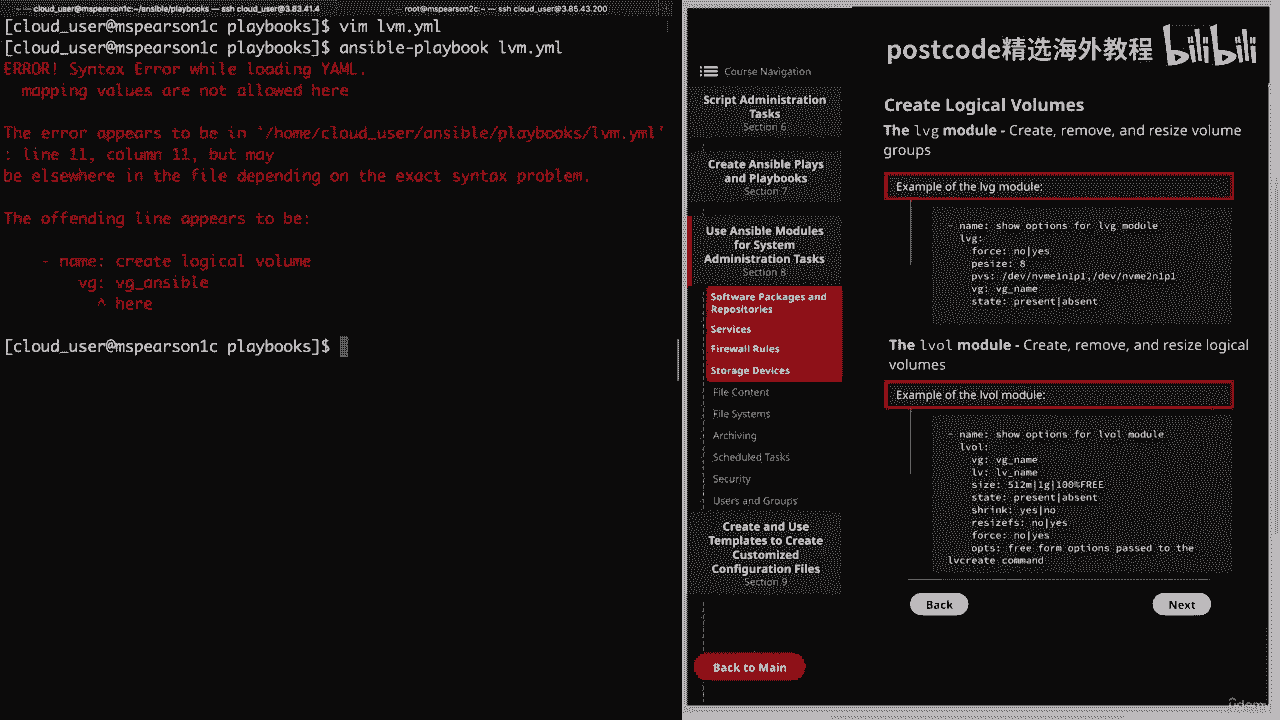 cloud_user@mspearson1c:~/ansible/playbooks — ssh cloud_user@3.83.41.4
root@mspearson2c:~ — ssh cloud_user@3.85.43.200
[cloud_user@mspearson1c playbooks]$ vim lvm.yml
[cloud_user@mspearson1c playbooks]$ ansible-playbook lvm.yml
ERROR! Syntax Error while loading YAML.
mapping values are not allowed here
The error appears to be in '/home/cloud_user/ansible/playbooks/lvm.yml'
: line 11, column 11, but may
be elsewhere in the file depending on the exact syntax problem.
The offending line appears to be:
- name: create logical volume
vg: vg_ansible
^ here
[cloud_user@mspearson1c playbooks]$
postcode精选海外教程 bilibili
Course Navigation
Script Administration
Tasks
Section 6
Create Ansible Plays
and Playbooks
Section 7
Use Ansible Modules
for System
Administration Tasks
Section 8
Software Packages and
Repositories
Services
Firewall Rules
Storage Devices
File Content
File Systems
Archiving
Scheduled Tasks
Security
Users and Groups
Create and Use
Templates to Create
Customized
Configuration Files
Section 9
Back to Main
Create Logical Volumes
The lvg module - Create, remove, and resize volume
groups
Example of the lvg module:
- name: show options for lvg module
lvg:
force: no|yes
pesize: 8
pvs: /dev/nvme1n1p1,/dev/nvme2n1p1
vg: vg_name
state: present|absent
The lvol module - Create, remove, and resize logical
volumes
Example of the lvol module:
- name: show options for lvol module
lvol:
vg: vg_name
lv: lv_name
size: 512m|1g|100%FREE
state: present|absent
shrink: yes|no
resizefs: no|yes
force: no|yes
opts: free form options passed to the
lvcreate command
Back
Next
ûdemy